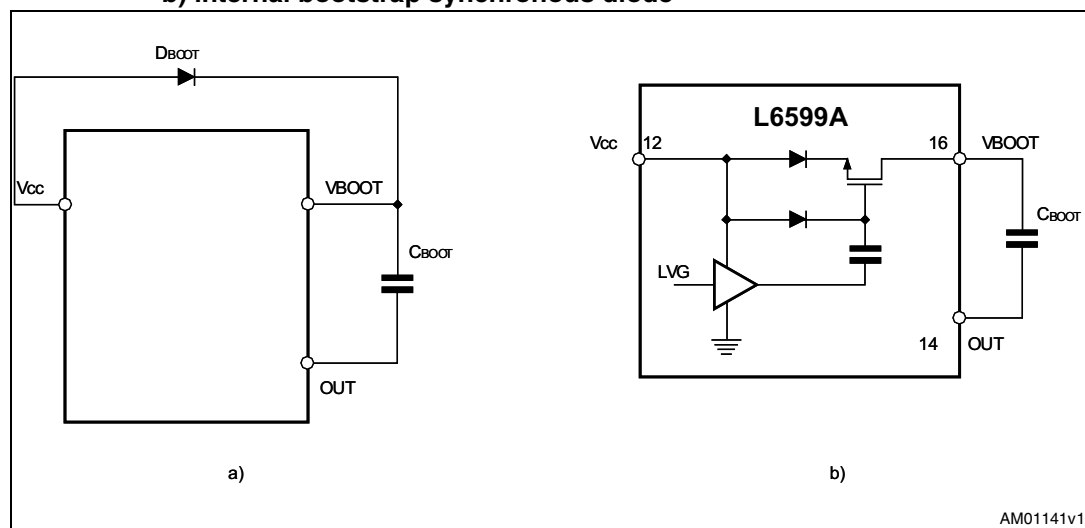 b) Internal bootstrap synchronous diode
DBOOT
Vcc
VBOOT
CBOOT
OUT
a)
L6599A
Vcc
12
16
VBOOT
CBOOT
LVG
14
OUT
b)
AM01141v1